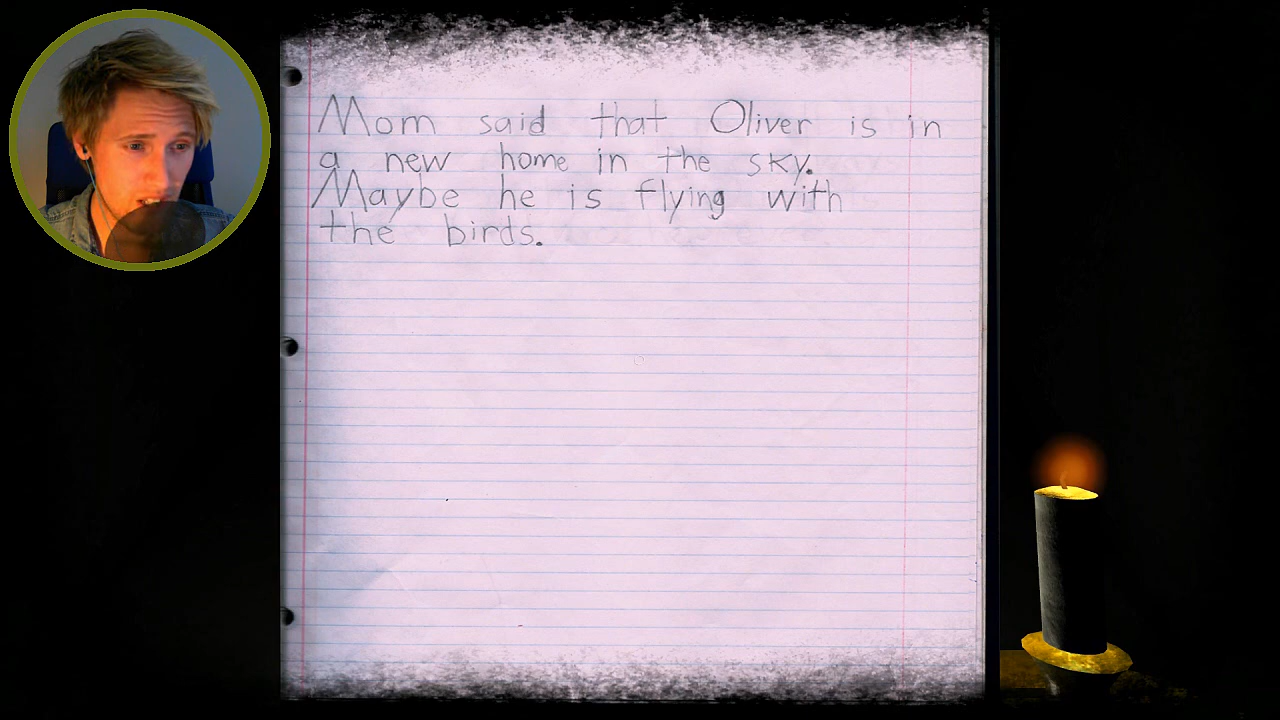 Mom said that Oliver is in
a new home in the sky.
Maybe he is flying with
the birds.